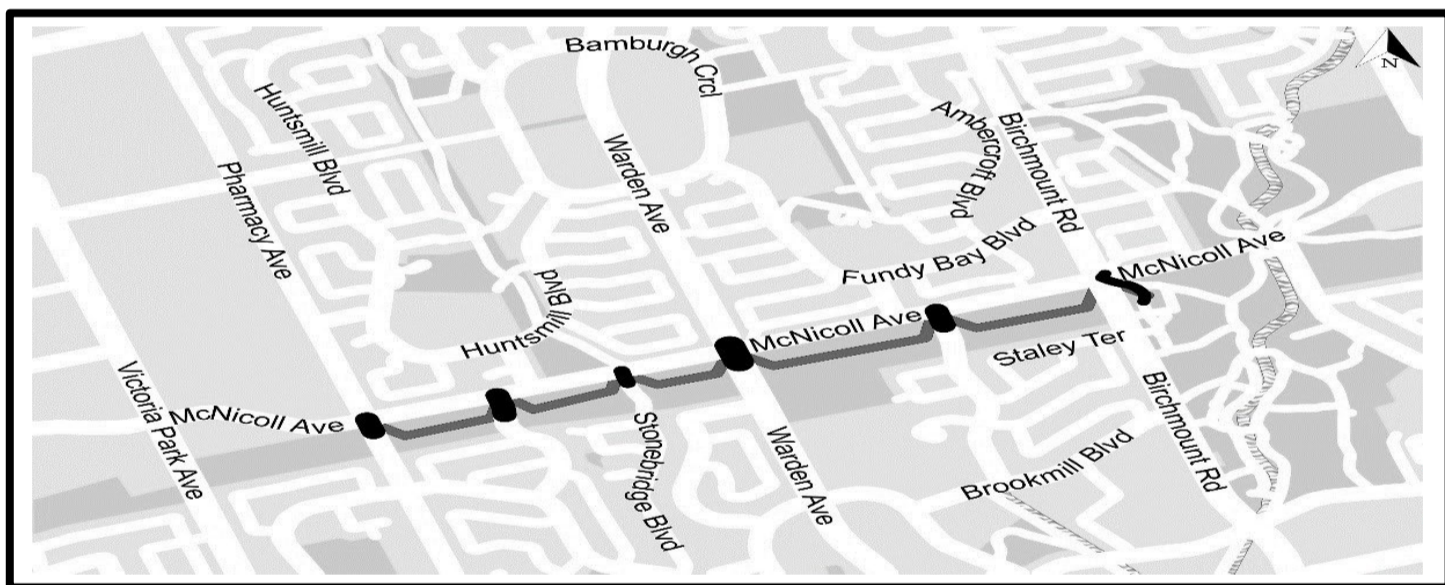 Bamburgh Crcl
Huntsmill Blvd
Ambercroft Blvd
Birchmount Rd
Warden Ave
Pharmacy Ave
N
Fundy Bay Blvd
McNicoll Ave
Huntsmill Blvd
McNicoll Ave
Staley Ter
Victoria Park Ave
McNicoll Ave
Stonebridge Blvd
Warden Ave
Brookmill Blvd
Birchmount Rd